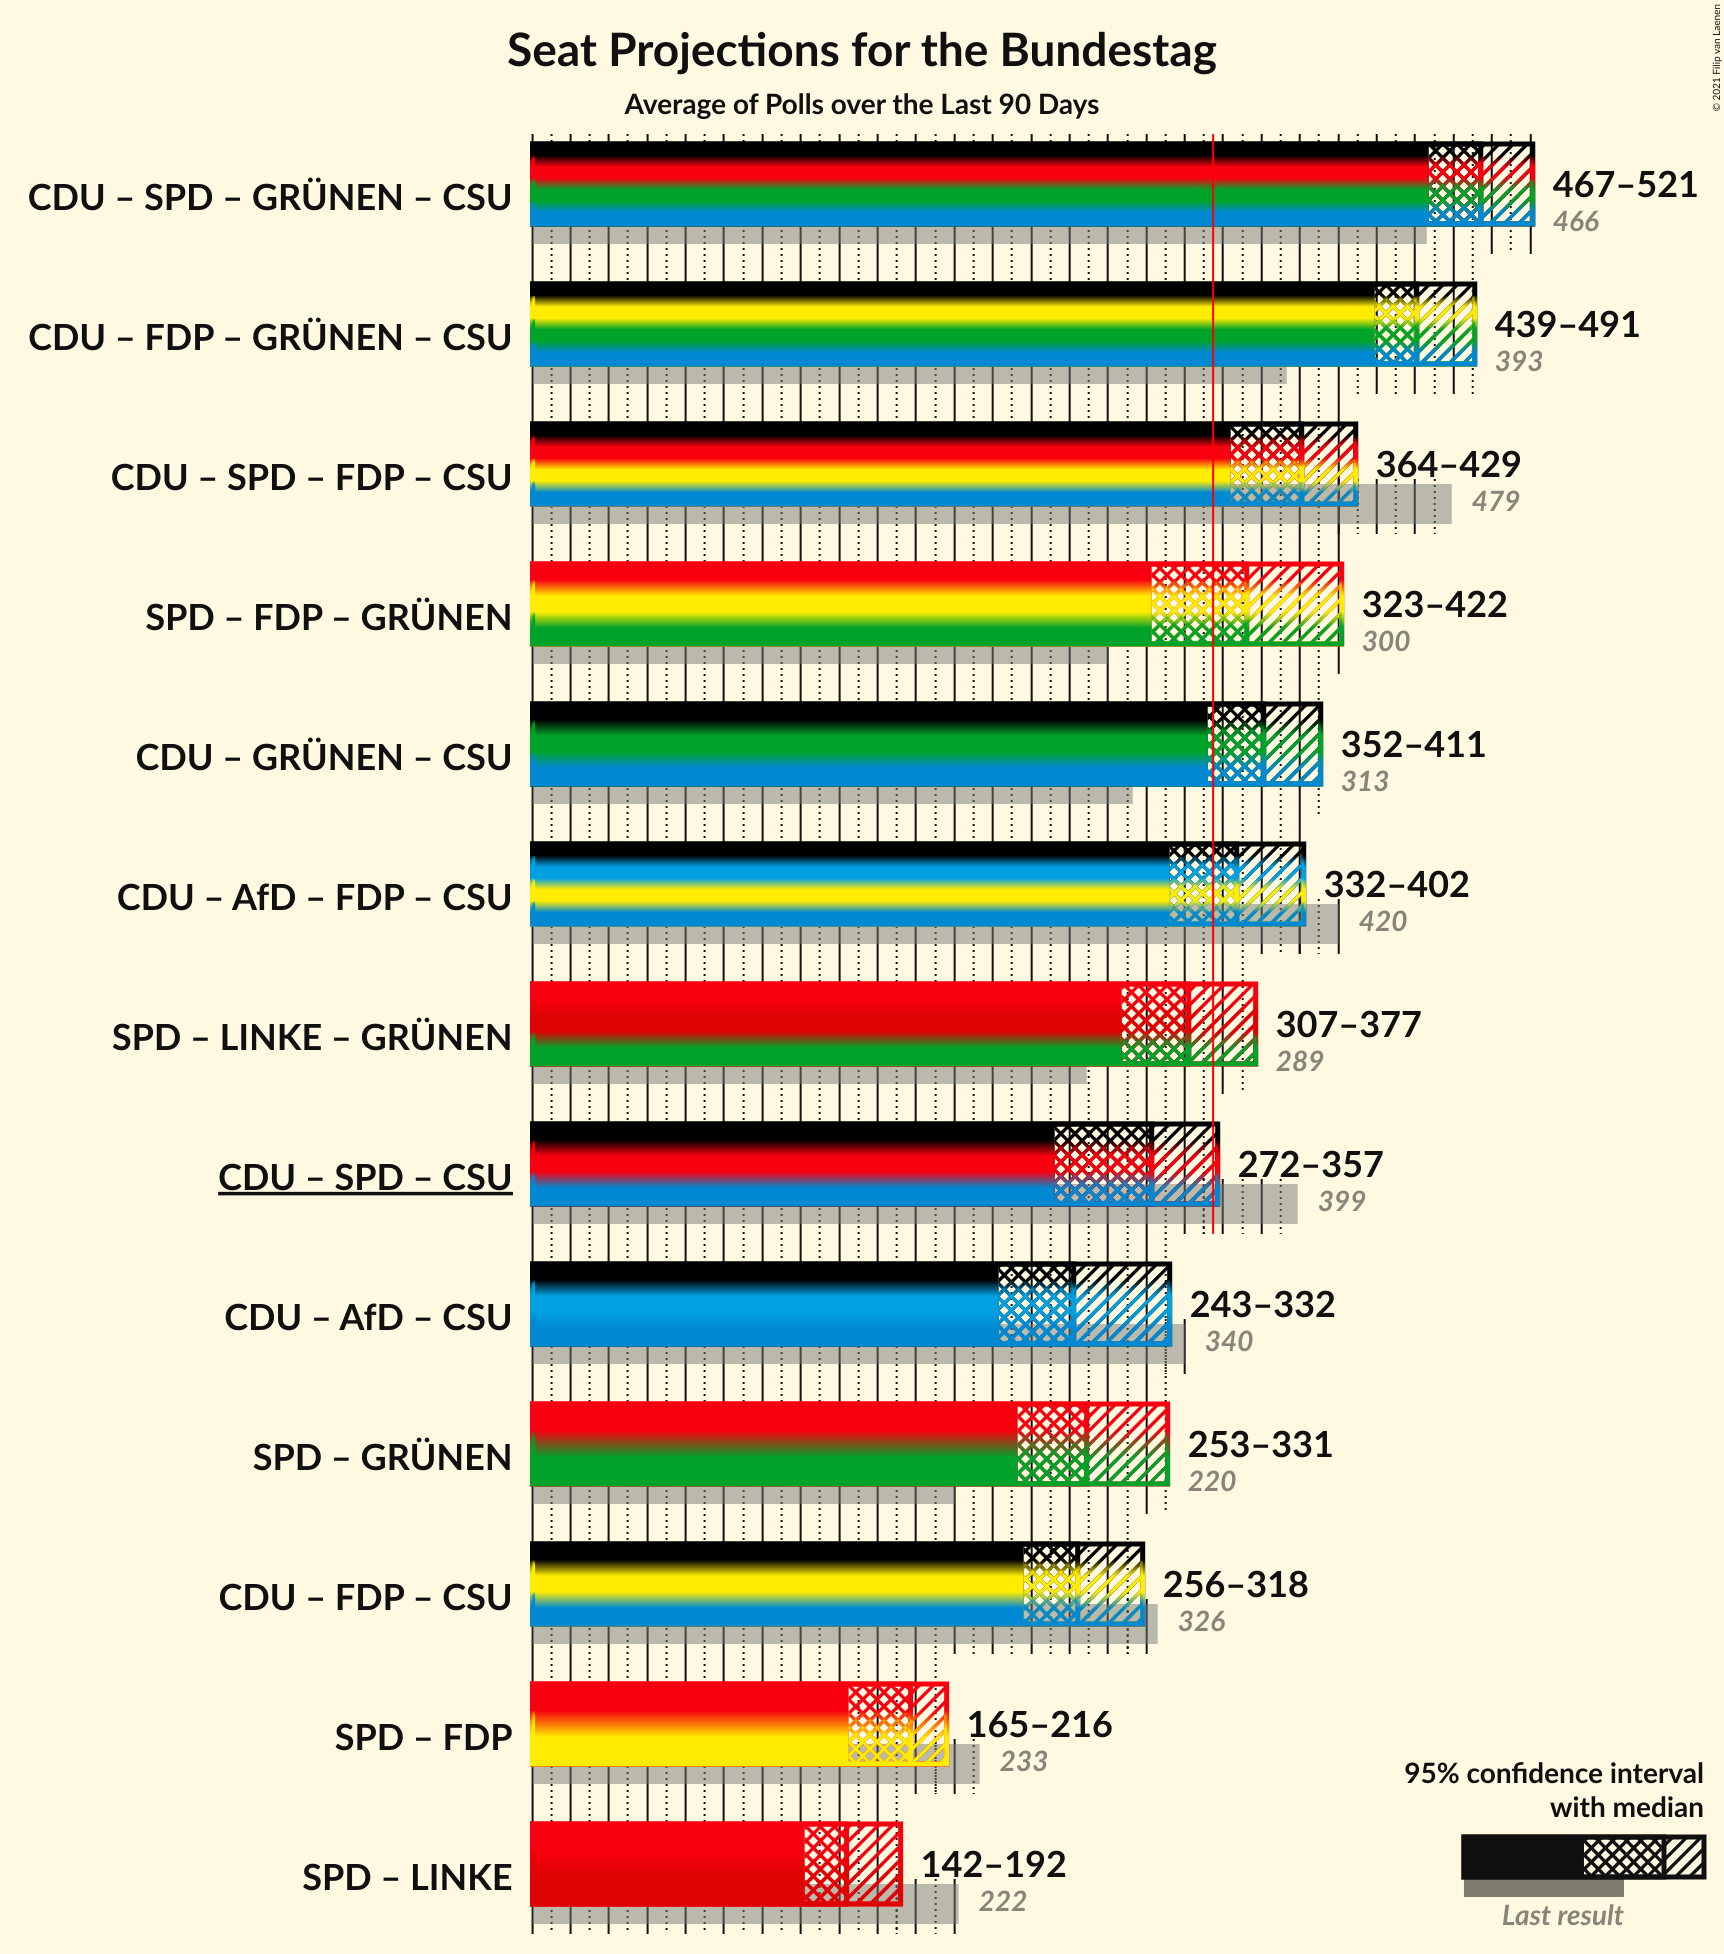 Seat Projections for the Bundestag
Average of Polls over the Last 90 Days
© 2021 Filip van Laenen
CDU – SPD – GRÜNEN – CSU
467–521
466
CDU – FDP – GRÜNEN – CSU
439–491
393
CDU – SPD – FDP – CSU
364–429
479
SPD – FDP – GRÜNEN
323–422
300
CDU – GRÜNEN – CSU
352–411
313
CDU – AfD – FDP – CSU
332–402
420
SPD – LINKE – GRÜNEN
307–377
289
CDU – SPD – CSU
272–357
399
CDU – AfD – CSU
243–332
340
SPD – GRÜNEN
253–331
220
CDU – FDP – CSU
256–318
326
SPD – FDP
165–216
233
SPD – LINKE
142–192
222
95% confidence interval
with median
Last result